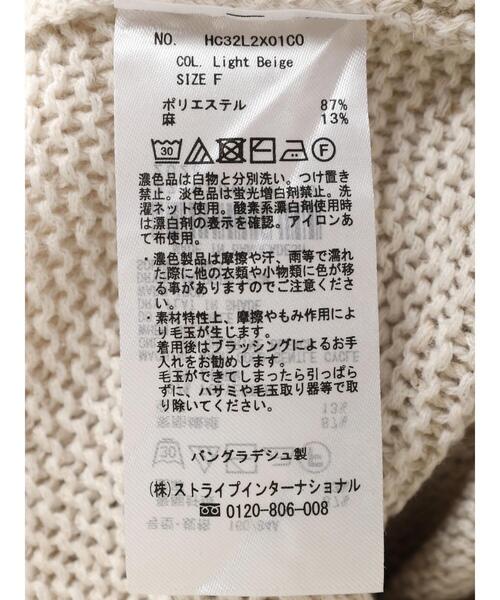 NO. HC32L2X01C0
COL. Light Beige
SIZE F
ポリエステル 87%
麻 13%
30 F
濃色品は白物と分別洗い。つけ置き
禁止。淡色品は蛍光増白剤禁止。洗
濯ネット使用。酸素系漂白剤使用時
は漂白剤の表示を確認。アイロンあ
て布使用。
・濃色製品は摩擦や汗、雨等で濡れ
た際に他の衣類や小物類に色が移
る事がありますのでご注意くださ
い。
・素材特性上、摩擦やもみ作用によ
り毛玉が生じます。
着用後はブラッシングによるお手
入れをお勧めします。
毛玉ができてしまったら引っぱら
ずに、ハサミや毛玉取り器等で取
り除いてください。
バングラデシュ製
(株)ストライプインターナショナル
0120-806-008